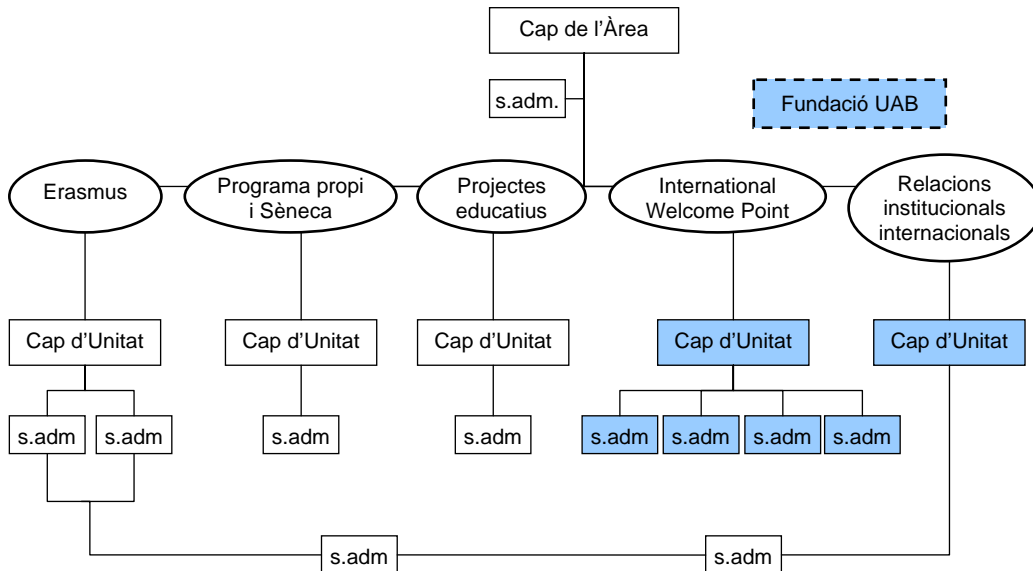 Cap de l'Àrea
s.adm.
Fundació UAB
Erasmus
Programa propi
i Sèneca
Projectes
educatius
International
Welcome Point
Relacions
institucionals
internacionals
Cap d'Unitat
Cap d'Unitat
Cap d'Unitat
Cap d'Unitat
Cap d'Unitat
s.adm
s.adm
s.adm
s.adm
s.adm
s.adm
s.adm
s.adm
s.adm
s.adm